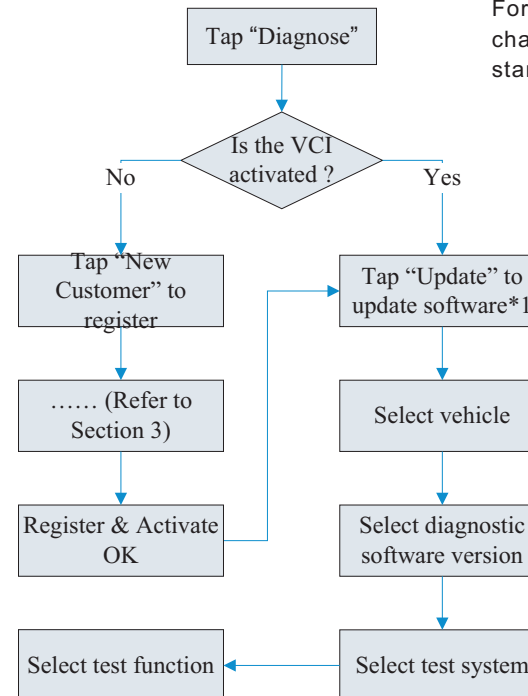 For
cha
star
Tap “Diagnose”
Is the VCI
activated ?
No
Yes
Tap “New
Customer” to
register
Tap “Update” to
update software*1
…… (Refer to
Section 3)
Select vehicle
Register & Activate
OK
Select diagnostic
software version
Select test function
Select test system